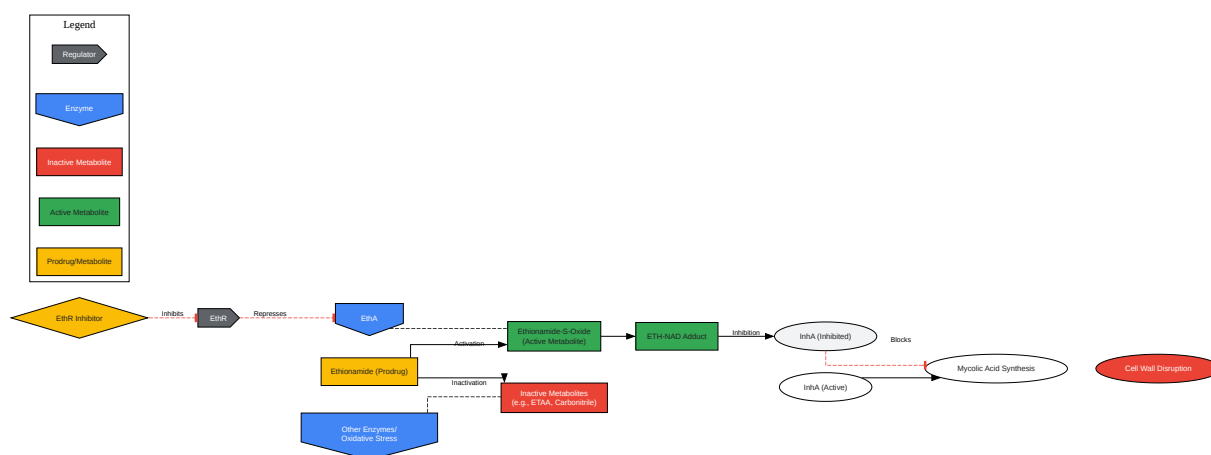 Legend
Regulator
Enzyme
Inactive Metabolite
Active Metabolite
Prodrug/Metabolite
EthR Inhibitor
Inhibits
EthR
Represses
EthA
Ethionamide-S-Oxide
(Active Metabolite)
ETH-NAD Adduct
Inhibition
InhA (Inhibited)
Blocks
Activation
Ethionamide (Prodrug)
Inactivation
Mycolic Acid Synthesis
Cell Wall Disruption
InhA (Active)
Inactive Metabolites
(e.g., ETAA, Carbonitrile)
Other Enzymes/
Oxidative Stress